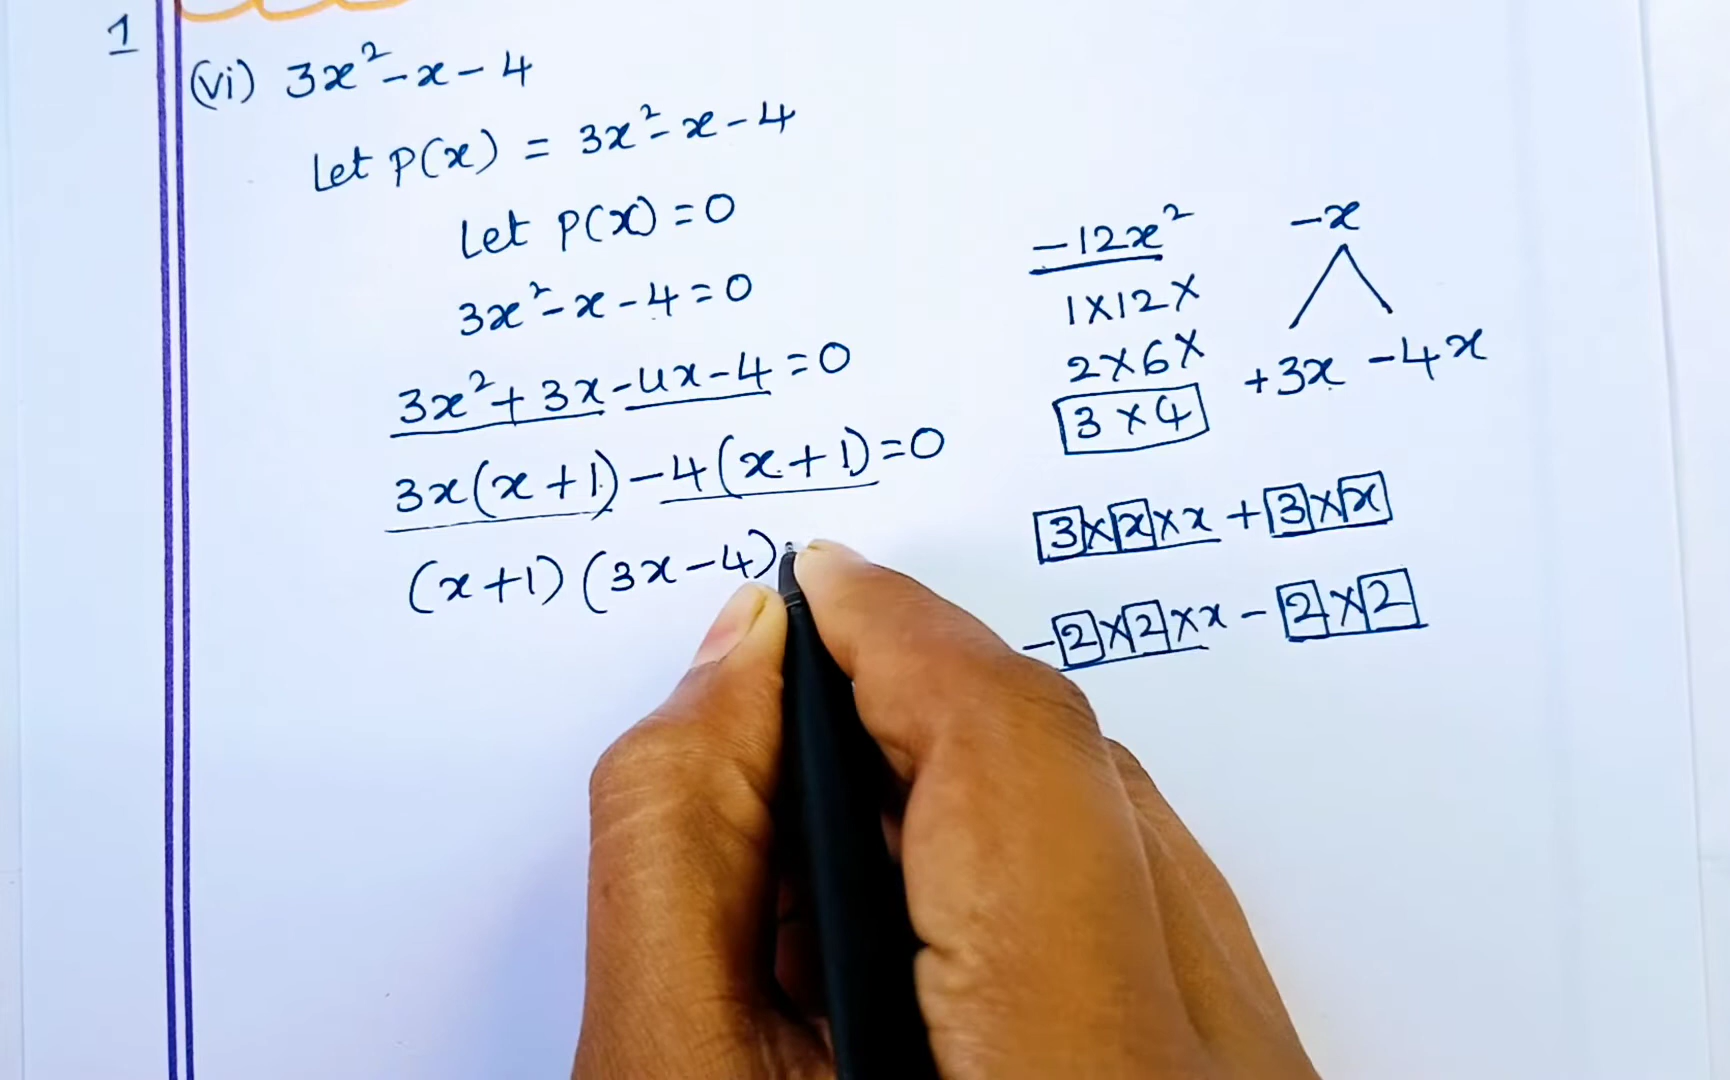 1
(vi) 3x² - x - 4
Let P(x) = 3x² - x - 4
Let P(x) = 0
3x² - x - 4 = 0
3x² + 3x - 4x - 4 = 0
3x(x + 1) - 4(x + 1) = 0
(x + 1) (3x - 4)
-12x²
1 × 12 ×
2 × 6 ×
3 × 4
-x
+3x -4x
3 × x × x + 3 × x
-2 × 2 × x - 2 × 2